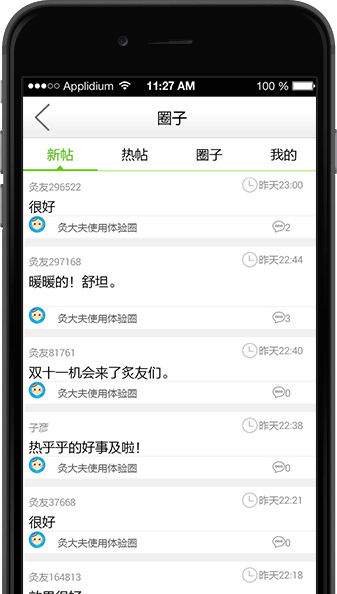 Applidium 11:27 AM 100 %
圈子
新帖 热帖 圈子 我的
灸友296522 昨天23:00
很好
灸大夫使用体验圈 2
灸友297168 昨天22:44
暖暖的！舒坦。
灸大夫使用体验圈 3
灸友81761 昨天22:40
双十一机会来了炙友们。
灸大夫使用体验圈 0
子彦 昨天22:38
热乎乎的好事及啦！
灸大夫使用体验圈 0
灸友37668 昨天22:21
很好
灸大夫使用体验圈 0
灸友164813 昨天22:18
效果很好